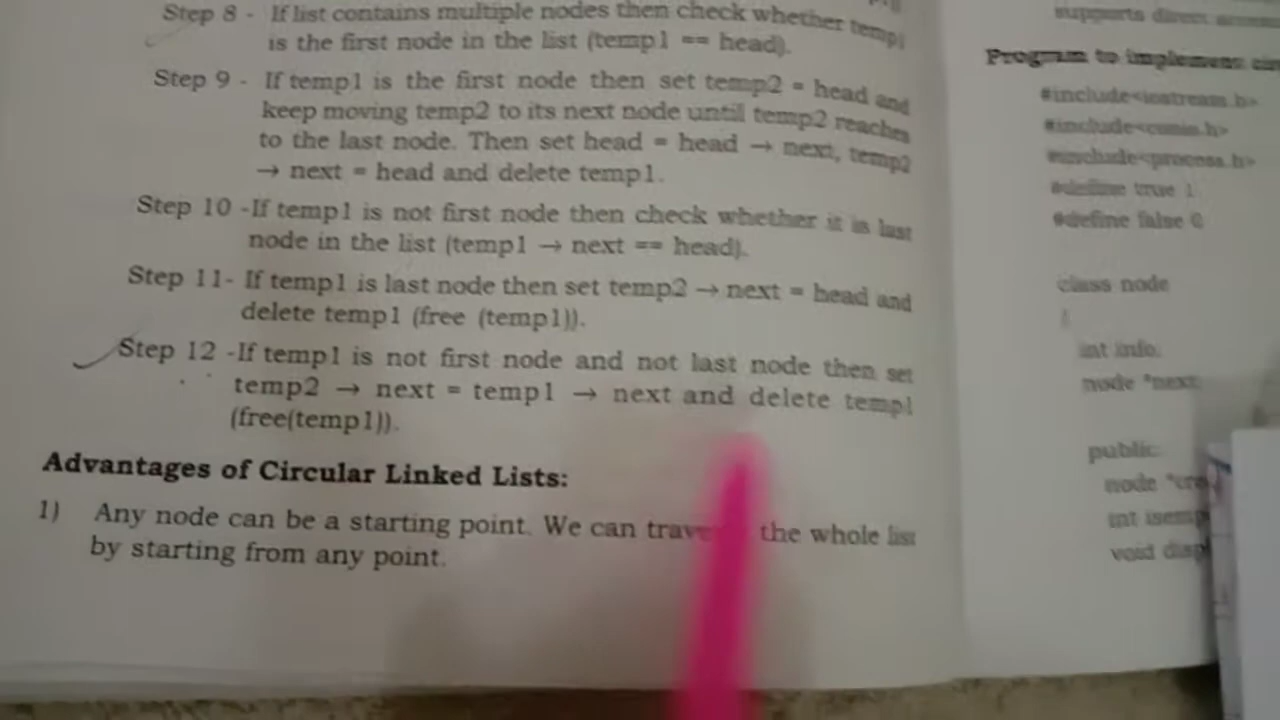 Step 8 - If list contains multiple nodes then check whether temp1
is the first node in the list (temp1 == head).
Step 9 - If temp1 is the first node then set temp2 = head and
keep moving temp2 to its next node until temp2 reaches
to the last node. Then set head = head → next, temp2
→ next = head and delete temp1.
Step 10 -If temp1 is not first node then check whether it is last
node in the list (temp1 → next == head).
Step 11- If temp1 is last node then set temp2 → next = head and
delete temp1 (free (temp1)).
Step 12 -If temp1 is not first node and not last node then set
temp2 → next = temp1 → next and delete temp1
(free(temp1)).
Advantages of Circular Linked Lists:
1) Any node can be a starting point. We can trave the whole list
by starting from any point.
supports direct
Program to implement
#include<iostream.h>
#include<conio.h>
#include<process.h>
#define true 1
#define false 0
class node
{
int info;
node *next
public:
node
int
void